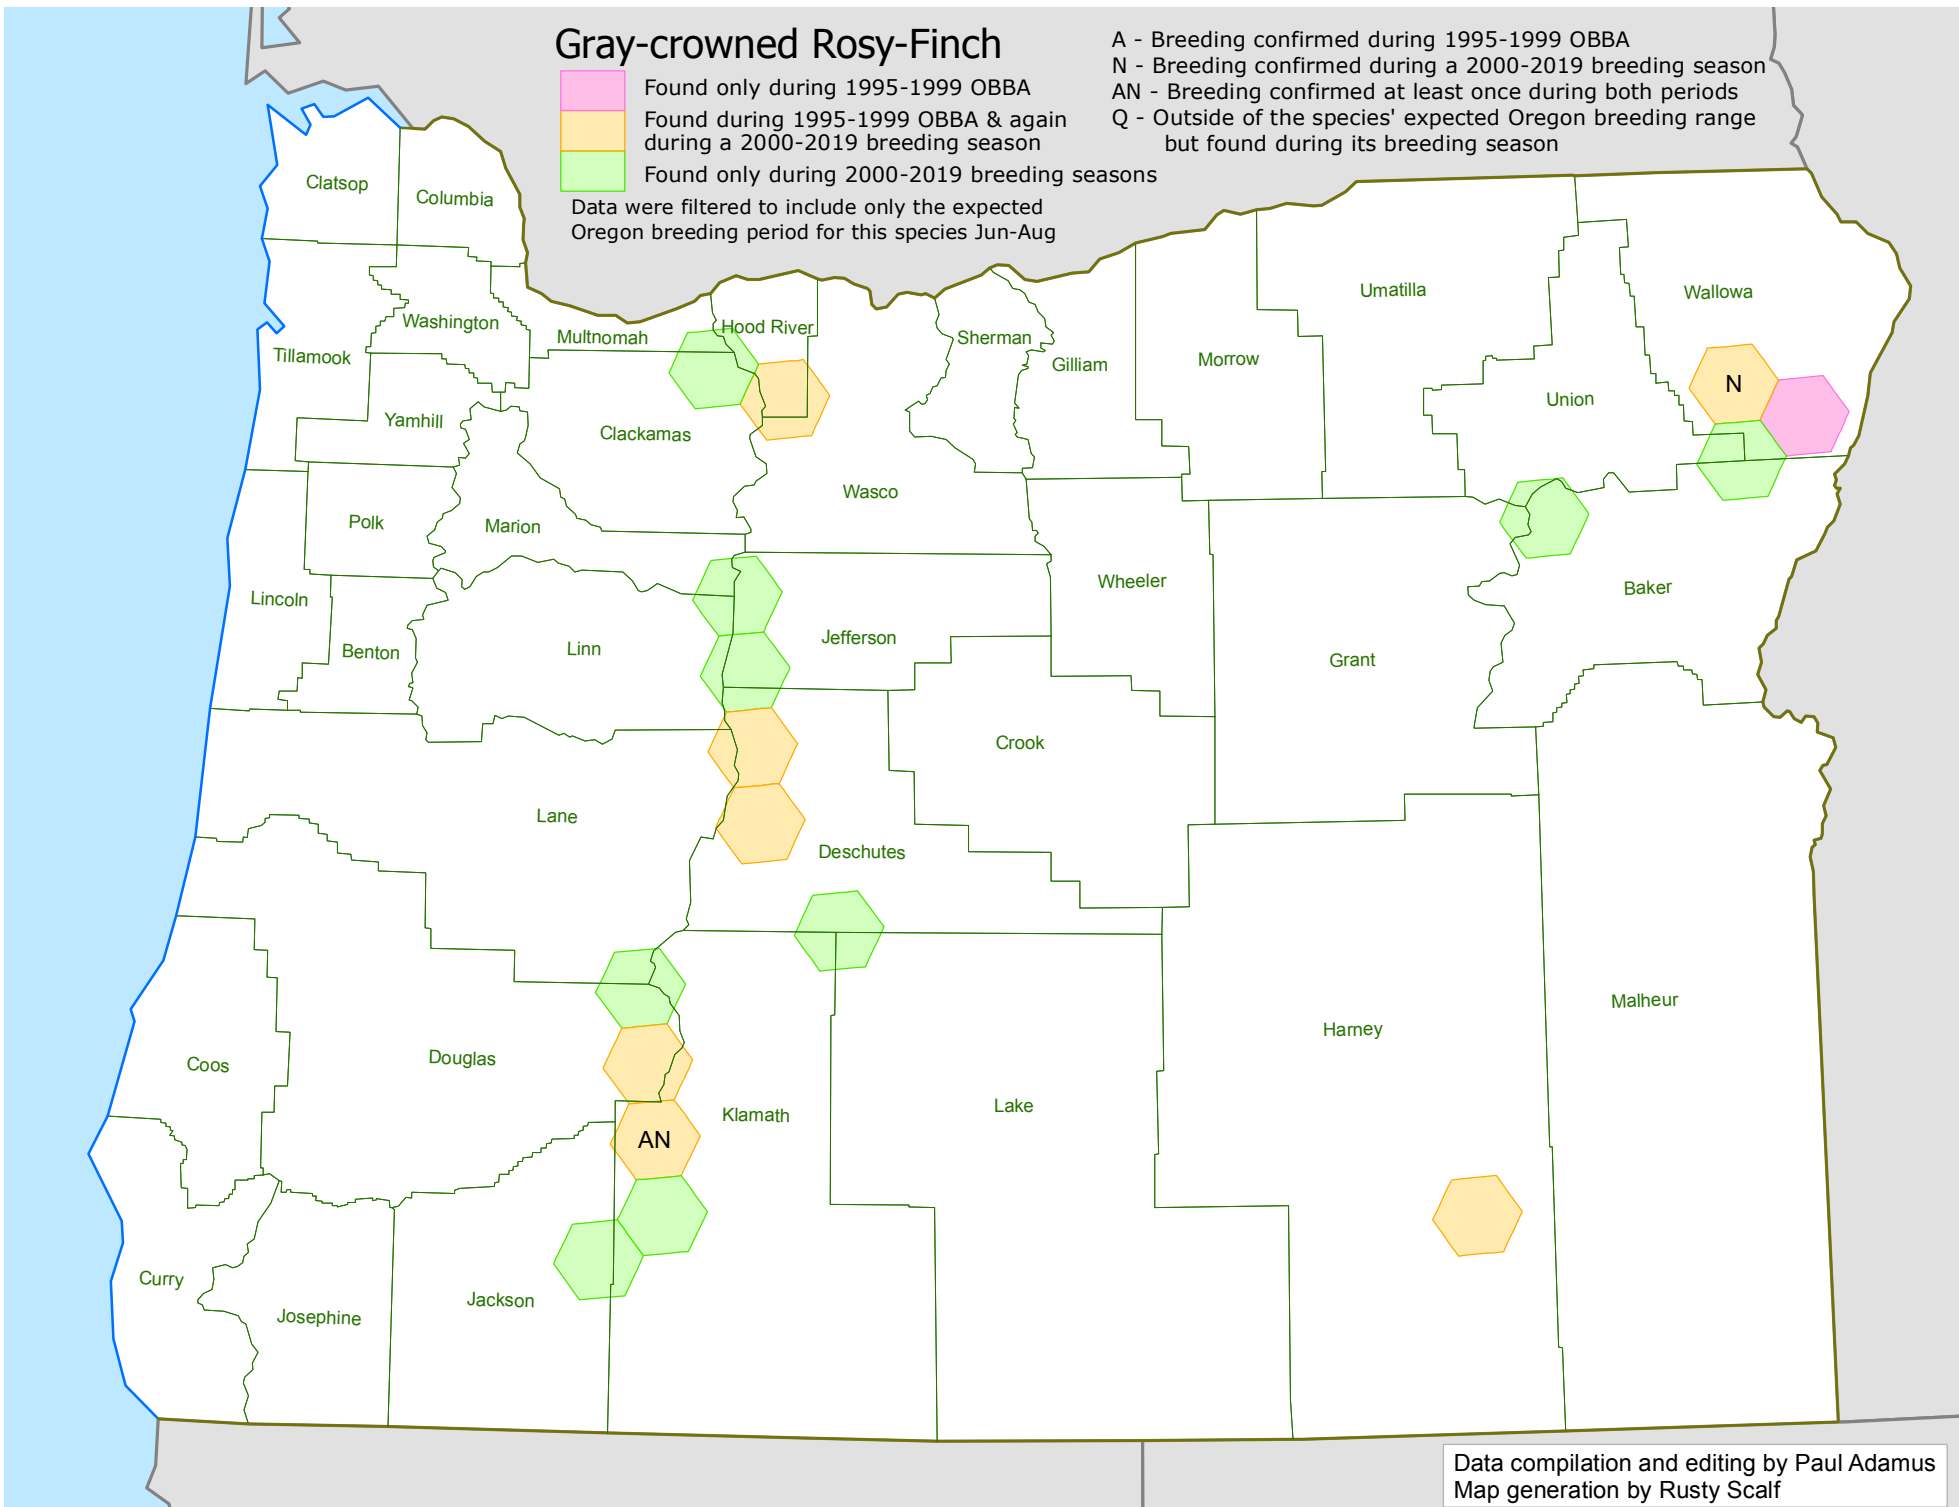 Gray-crowned Rosy-Finch
Found only during 1995-1999 OBBA
Found during 1995-1999 OBBA & again
during a 2000-2019 breeding season
Found only during 2000-2019 breeding seasons
Data were filtered to include only the expected
Oregon breeding period for this species Jun-Aug
A - Breeding confirmed during 1995-1999 OBBA
N - Breeding confirmed during a 2000-2019 breeding season
AN - Breeding confirmed at least once during both periods
Q - Outside of the species' expected Oregon breeding range
but found during its breeding season
Clatsop
Columbia
Umatilla
Wallowa
Washington
Multnomah
Hood River
Sherman
Tillamook
Gilliam
Morrow
N
Union
Yamhill
Clackamas
Wasco
Polk
Marion
Wheeler
Baker
Lincoln
Benton
Linn
Jefferson
Grant
Crook
Lane
Deschutes
Malheur
Harney
Coos
Douglas
Klamath
Lake
AN
Curry
Jackson
Josephine
Data compilation and editing by Paul Adamus
Map generation by Rusty Scalf